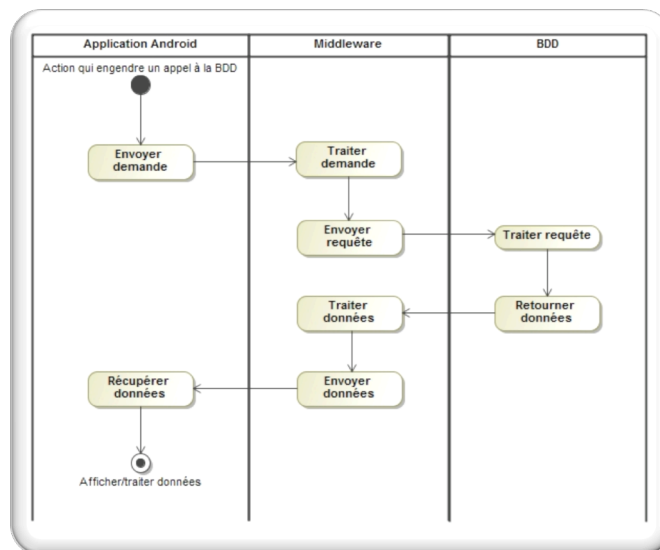 Application Android
Middleware
BDD
Action qui engendre un appel à la BDD
Envoyer
demande
Traiter
demande
Envoyer
requête
Traiter requête
Traiter
données
Retourner
données
Récupérer
données
Envoyer
données
Afficher/traiter données